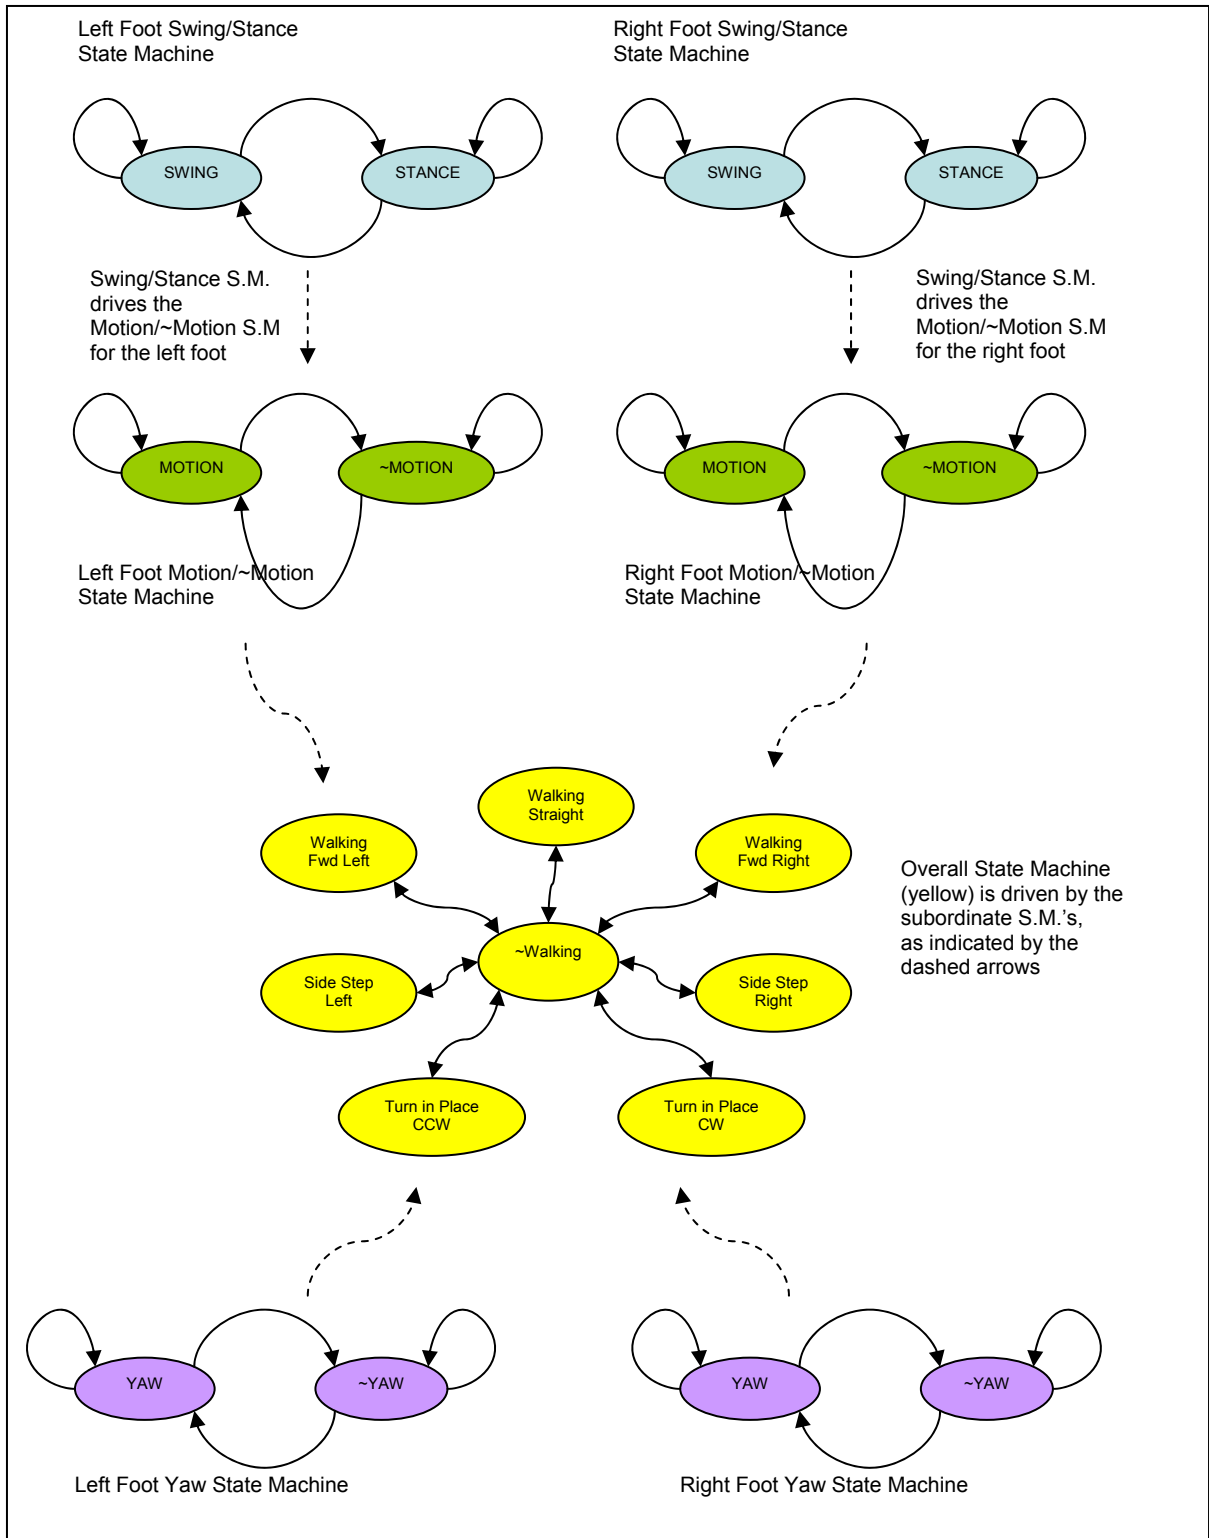 Left Foot Swing/Stance
State Machine
Right Foot Swing/Stance
State Machine
SWING
STANCE
SWING
STANCE
Swing/Stance S.M.
drives the
Motion/~Motion S.M
for the left foot
Swing/Stance S.M.
drives the
Motion/~Motion S.M
for the right foot
MOTION
~MOTION
MOTION
~MOTION
Left Foot Motion/~Motion
State Machine
Right Foot Motion/~Motion
State Machine
Walking
Straight
Walking
Fwd Left
Walking
Fwd Right
Overall State Machine
(yellow) is driven by the
subordinate S.M.'s,
as indicated by the
dashed arrows
~Walking
Side Step
Left
Side Step
Right
Turn in Place
CCW
Turn in Place
CW
YAW
~YAW
YAW
~YAW
Left Foot Yaw State Machine
Right Foot Yaw State Machine